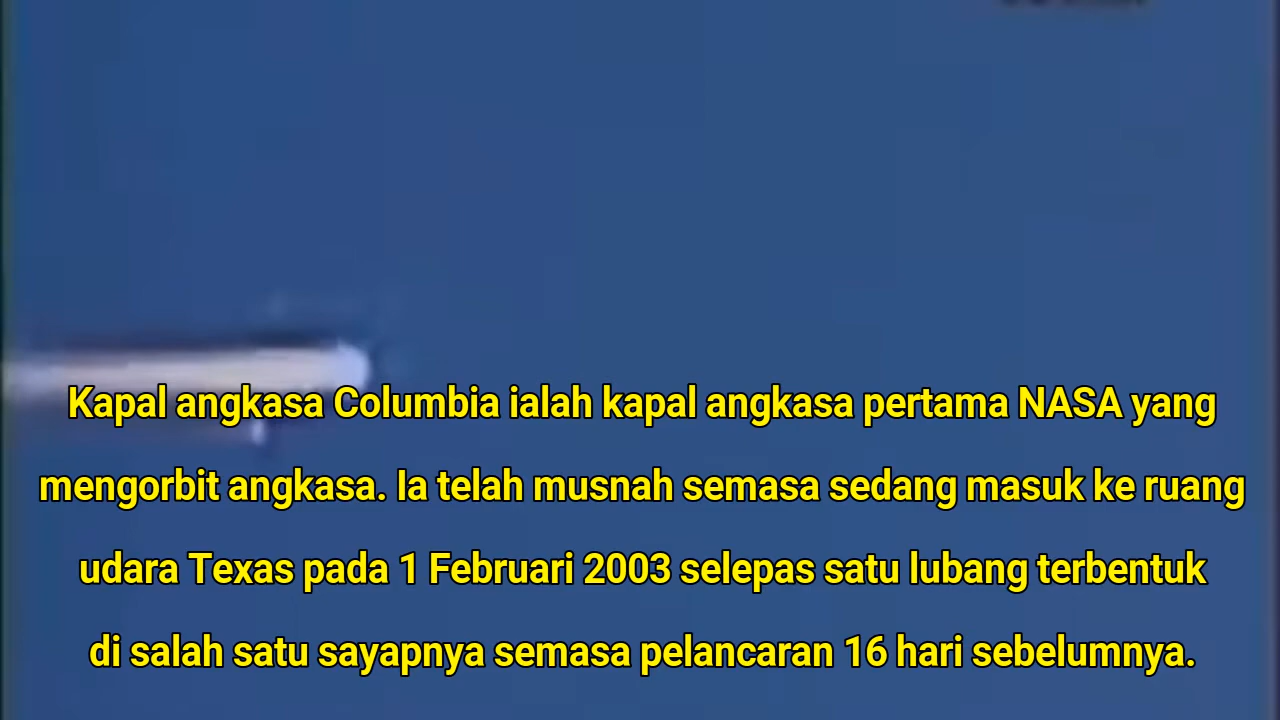 Kapal angkasa Columbia ialah kapal angkasa pertama NASA yang
mengorbit angkasa. Ia telah musnah semasa sedang masuk ke ruang
udara Texas pada 1 Februari 2003 selepas satu lubang terbentuk
di salah satu sayapnya semasa pelancaran 16 hari sebelumnya.